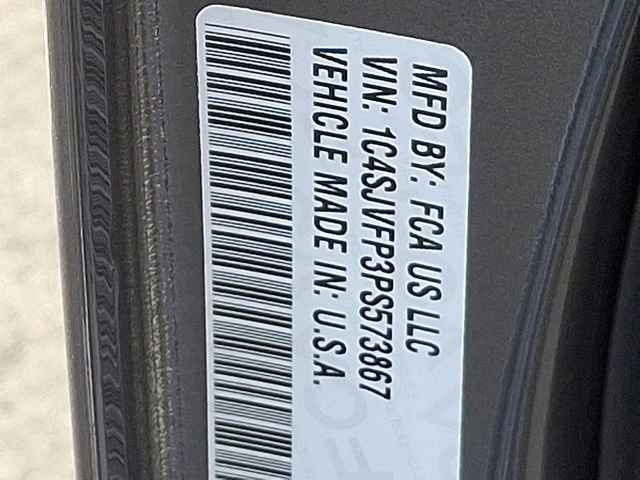 MFD BY: FCA US LLC
VIN: 1C4SJVFP3PS573867
VEHICLE MADE IN: U.S.A.